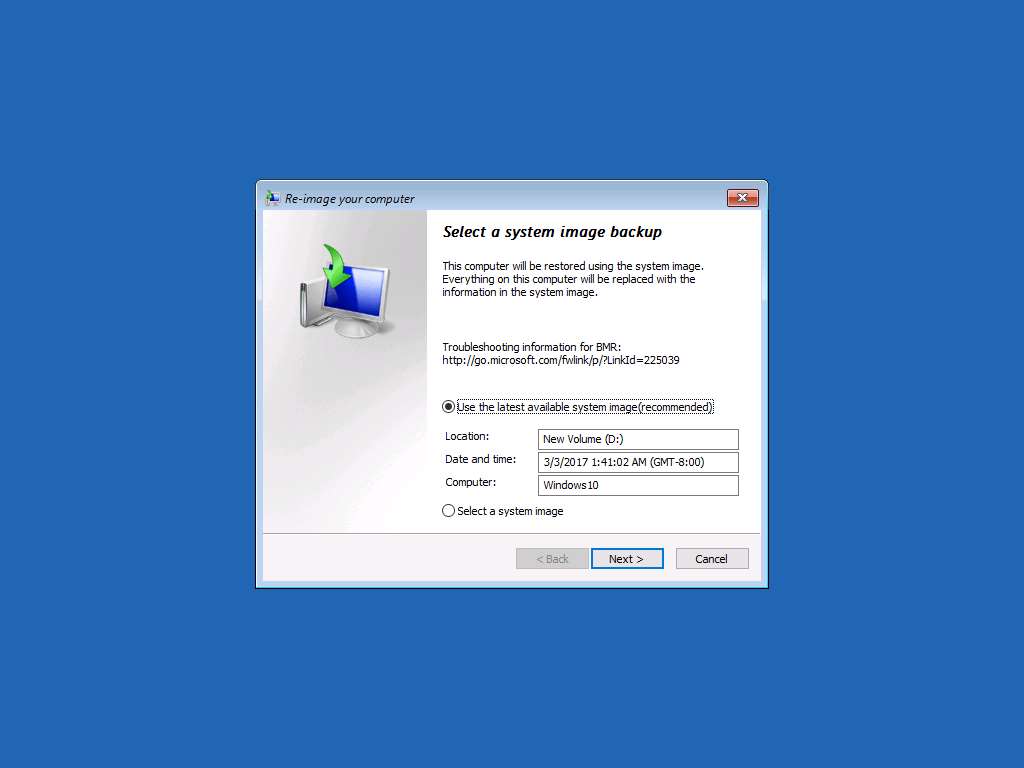 Re-image your computer
Select a system image backup
This computer will be restored using the system image.
Everything on this computer will be replaced with the
information in the system image.
Troubleshooting information for BMR:
http://go.microsoft.com/fwlink/p/?LinkId=225039
Use the latest available system image(recommended)
Location: New Volume (D:)
Date and time: 3/3/2017 1:41:02 AM (GMT-8:00)
Computer: Windows10
Select a system image
< Back Next > Cancel